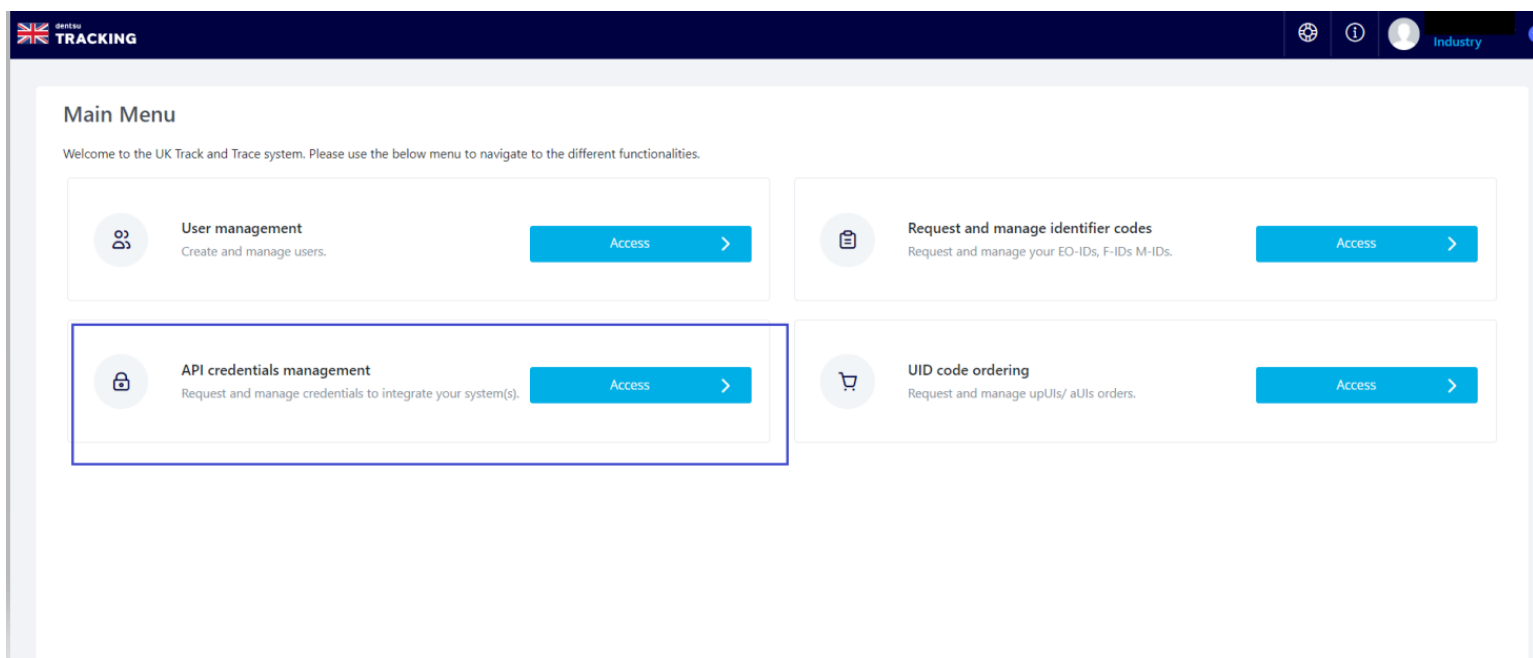 dentsu
TRACKING
Industry
Main Menu
Welcome to the UK Track and Trace system. Please use the below menu to navigate to the different functionalities.
User management
Create and manage users.
Access
Request and manage identifier codes
Request and manage your EO-IDs, F-IDs M-IDs.
Access
API credentials management
Request and manage credentials to integrate your system(s).
Access
UID code ordering
Request and manage upUIs/ aUIs orders.
Access